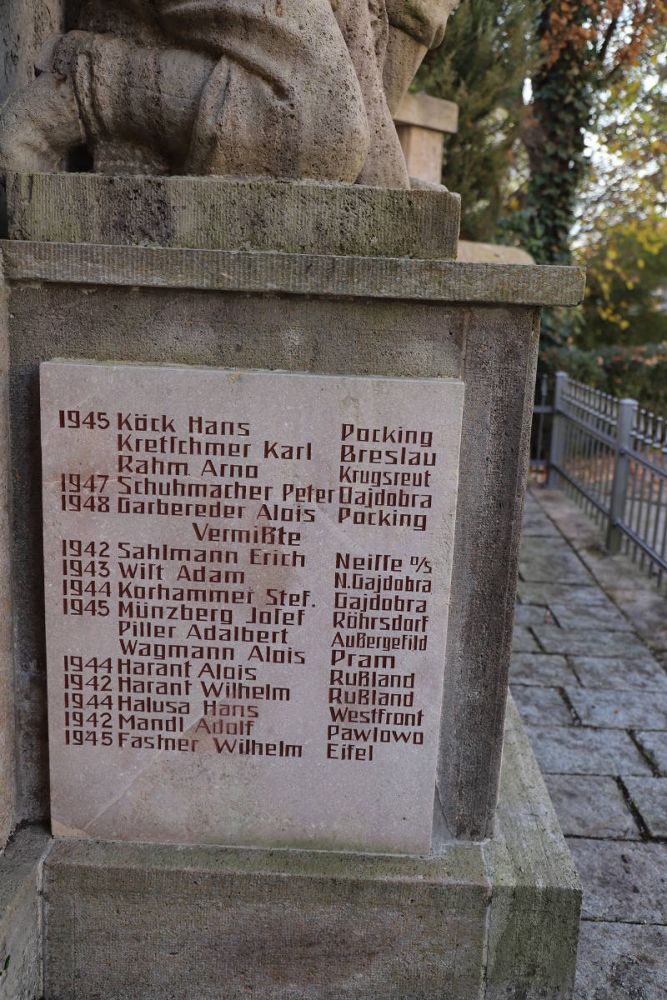 1945 Köck Hans Pocking
Kretſchmer Karl Breslau
Rahm Arno Krugsreut
1947 Schuhmacher Peter Gajdobra
1948 Garbereder Alois Pocking
Vermißte
1942 Sahlmann Erich Neiſſe o/s
1943 Wiſt Adam N.Gajdobra
1944 Korhammer Stef. Gajdobra
1945 Münzberg Joſef Röhrsdorf
Piller Adalbert Außergefild
Wagmann Alois Pram
1944 Harant Alois Rußland
1942 Harant Wilhelm Rußland
1944 Halusa Hans Westfront
1942 Mandl Adolf Pawlowo
1945 Faſtner Wilhelm Eifel